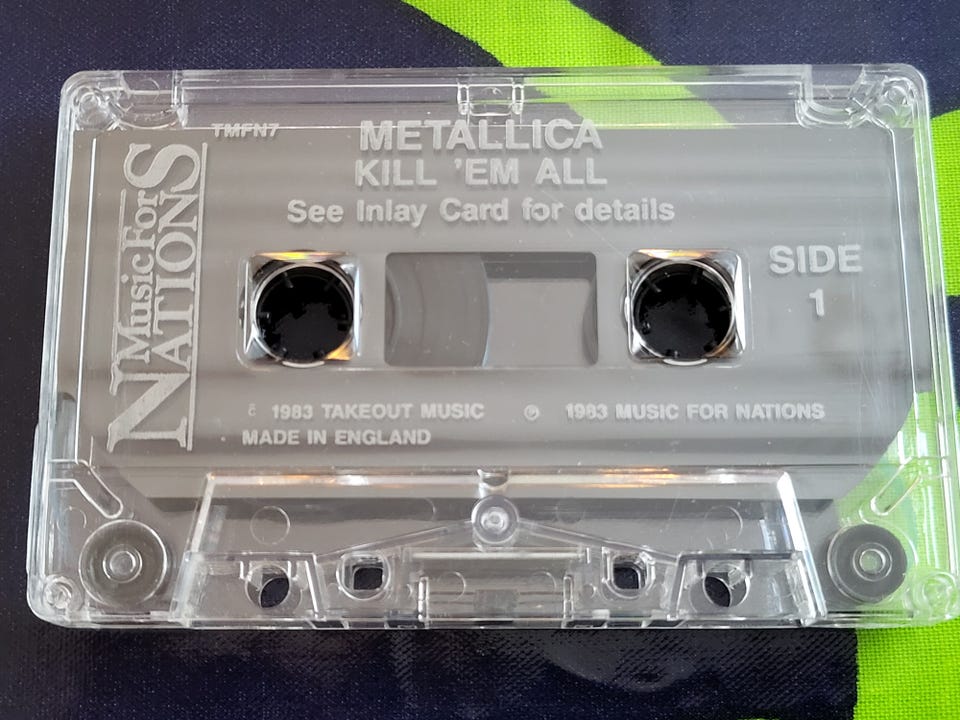 TMFN7
METALLICA
KILL 'EM ALL
See Inlay Card for details
Music For
NATIONS
SIDE
1
c 1983 TAKEOUT MUSIC ℗ 1983 MUSIC FOR NATIONS
MADE IN ENGLAND